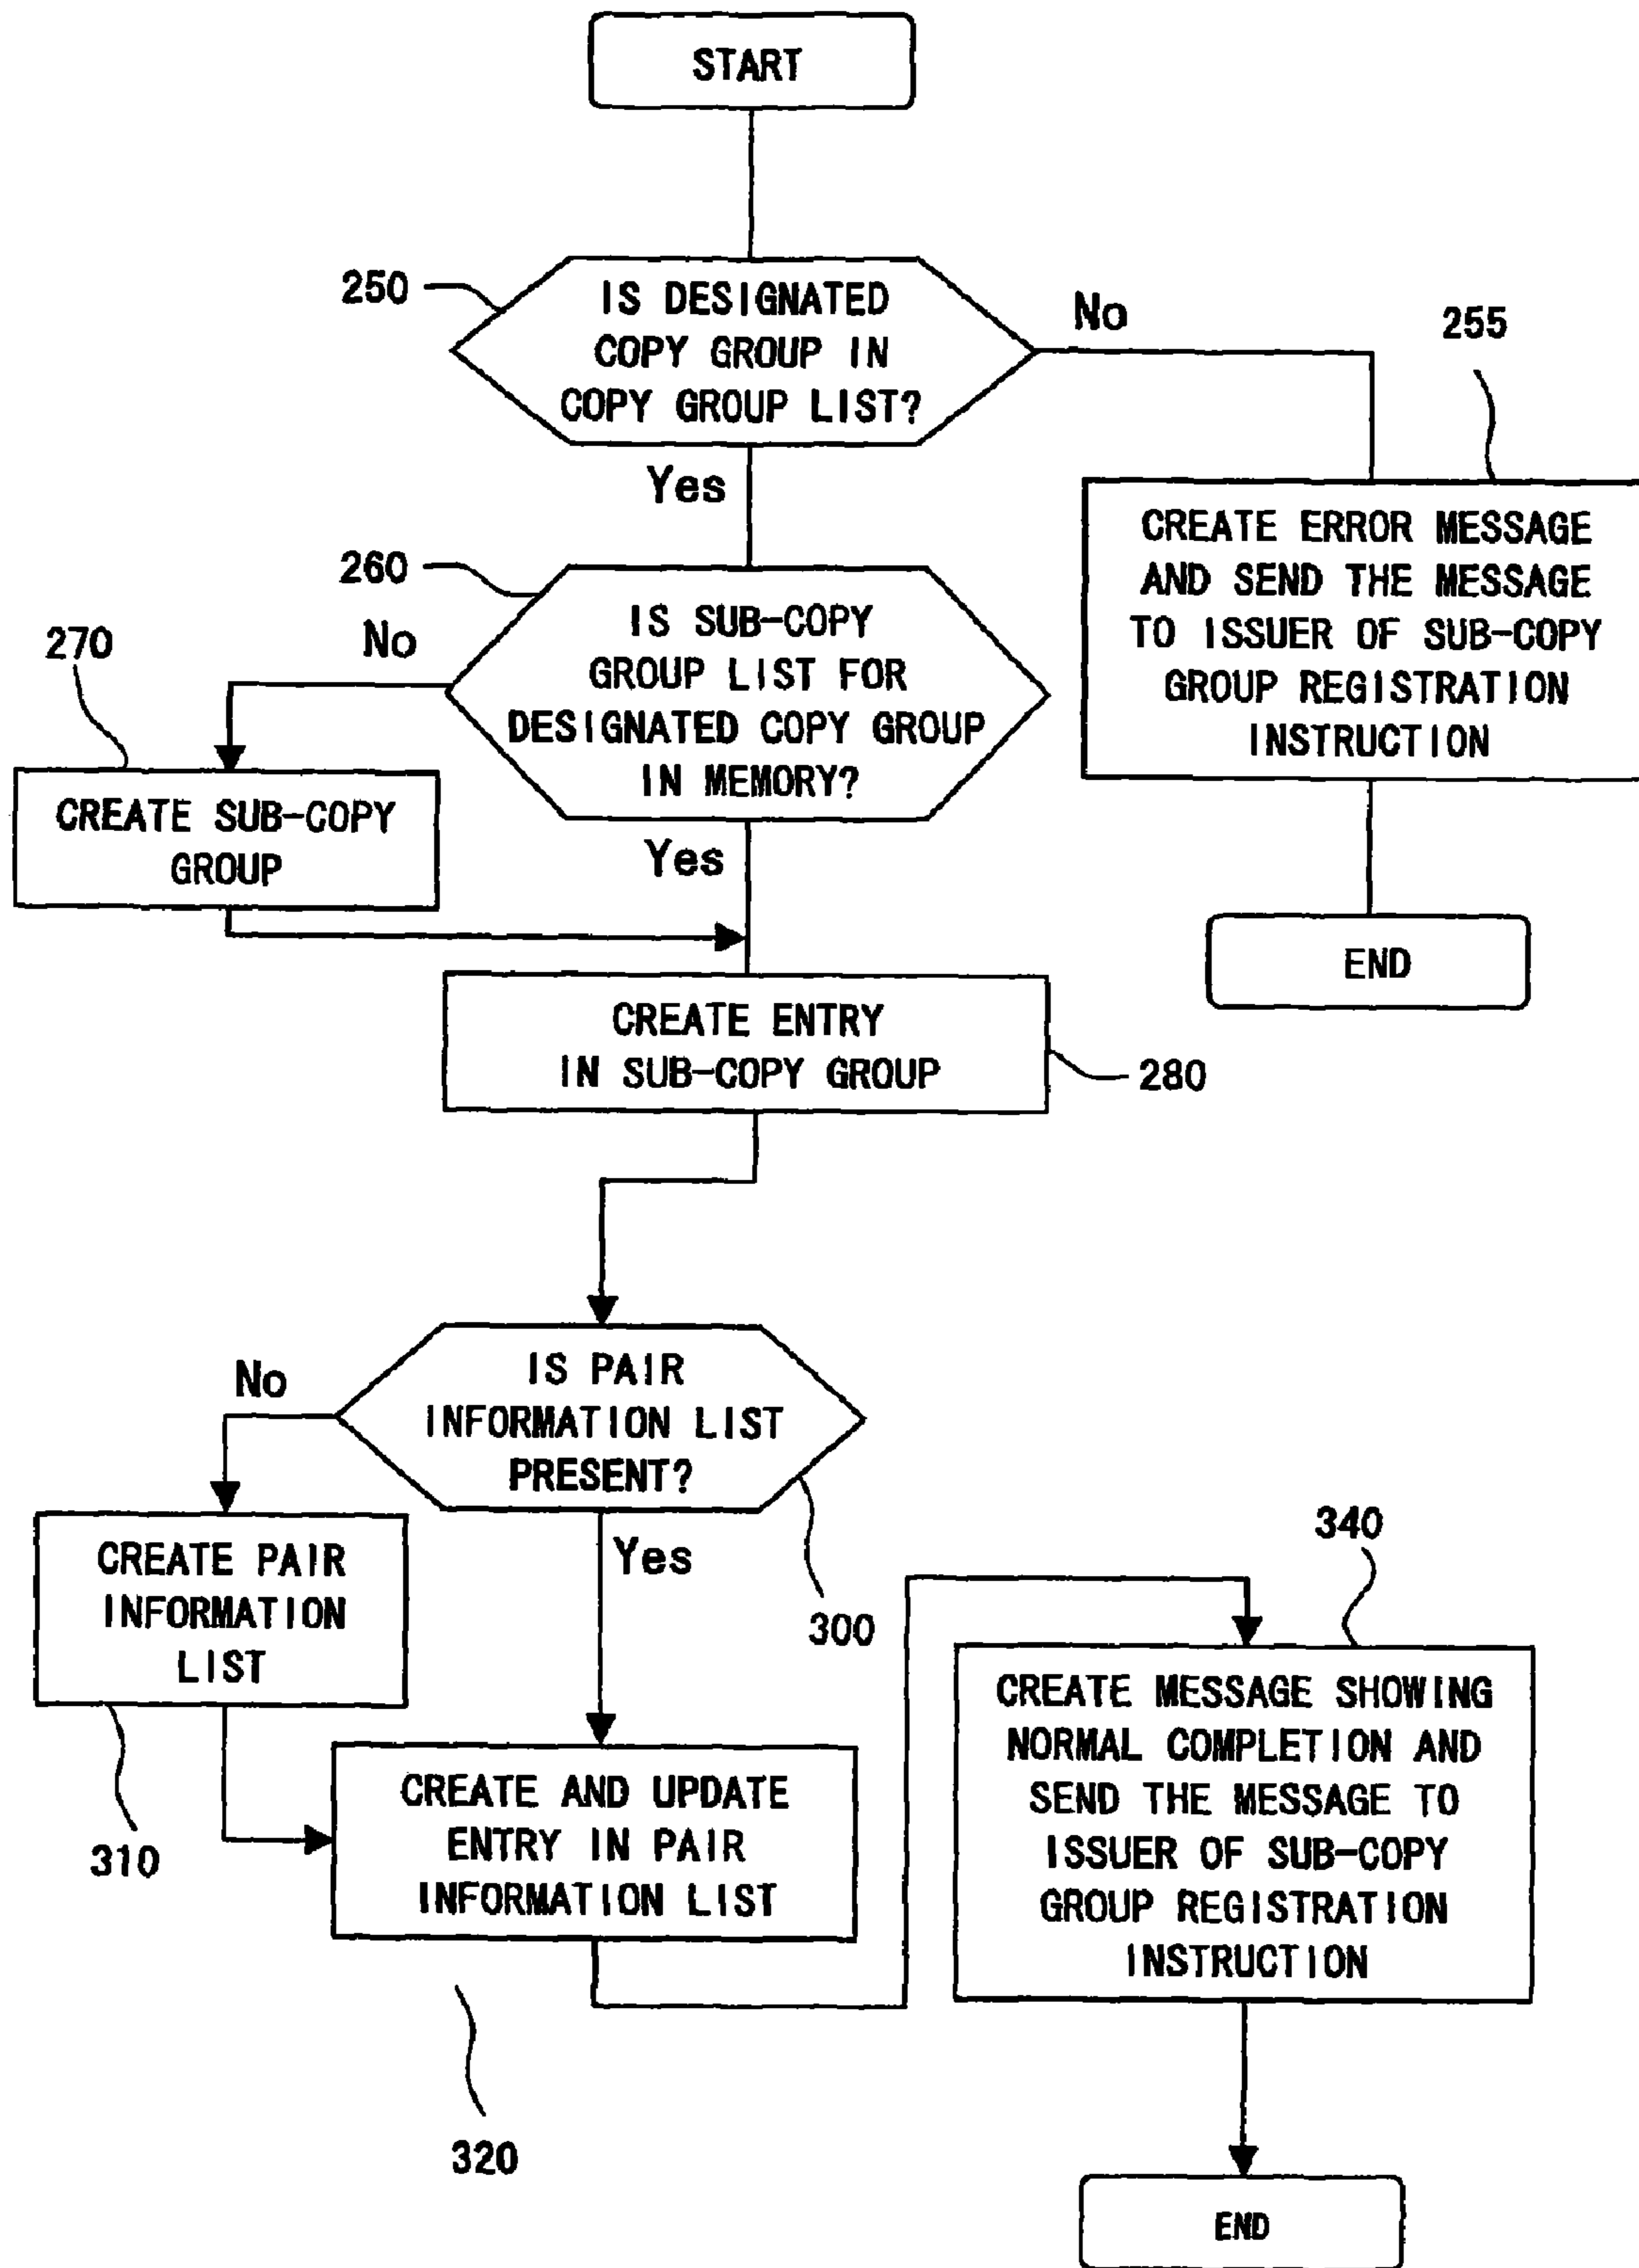 START
250
IS DESIGNATED
COPY GROUP IN
COPY GROUP LIST?
No
255
Yes
CREATE ERROR MESSAGE
AND SEND THE MESSAGE
TO ISSUER OF SUB-COPY
GROUP REGISTRATION
INSTRUCTION
END
260
IS SUB-COPY
GROUP LIST FOR
DESIGNATED COPY GROUP
IN MEMORY?
No
270
CREATE SUB-COPY
GROUP
Yes
CREATE ENTRY
IN SUB-COPY GROUP
280
IS PAIR
INFORMATION LIST
PRESENT?
No
300
Yes
CREATE PAIR
INFORMATION
LIST
310
CREATE AND UPDATE
ENTRY IN PAIR
INFORMATION LIST
320
340
CREATE MESSAGE SHOWING
NORMAL COMPLETION AND
SEND THE MESSAGE TO
ISSUER OF SUB-COPY
GROUP REGISTRATION
INSTRUCTION
END